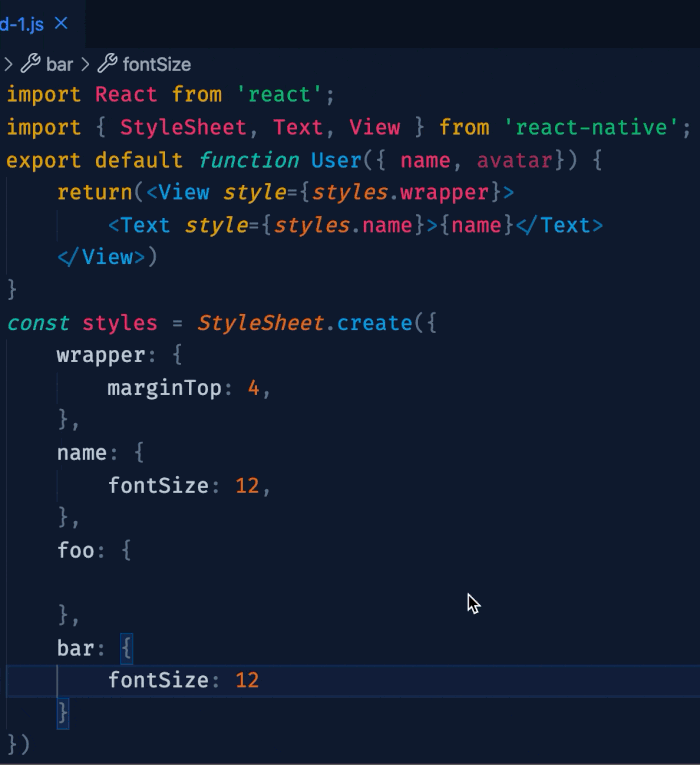 d-1.js ×
> bar > fontSize
import React from 'react';
import { StyleSheet, Text, View } from 'react-native';
export default function User({ name, avatar}) {
    return(<View style={styles.wrapper}>
        <Text style={styles.name}>{name}</Text>
    </View>)
}
const styles = StyleSheet.create({
    wrapper: {
        marginTop: 4,
    },
    name: {
        fontSize: 12,
    },
    foo: {

    },
    bar: {
        fontSize: 12
    }
})